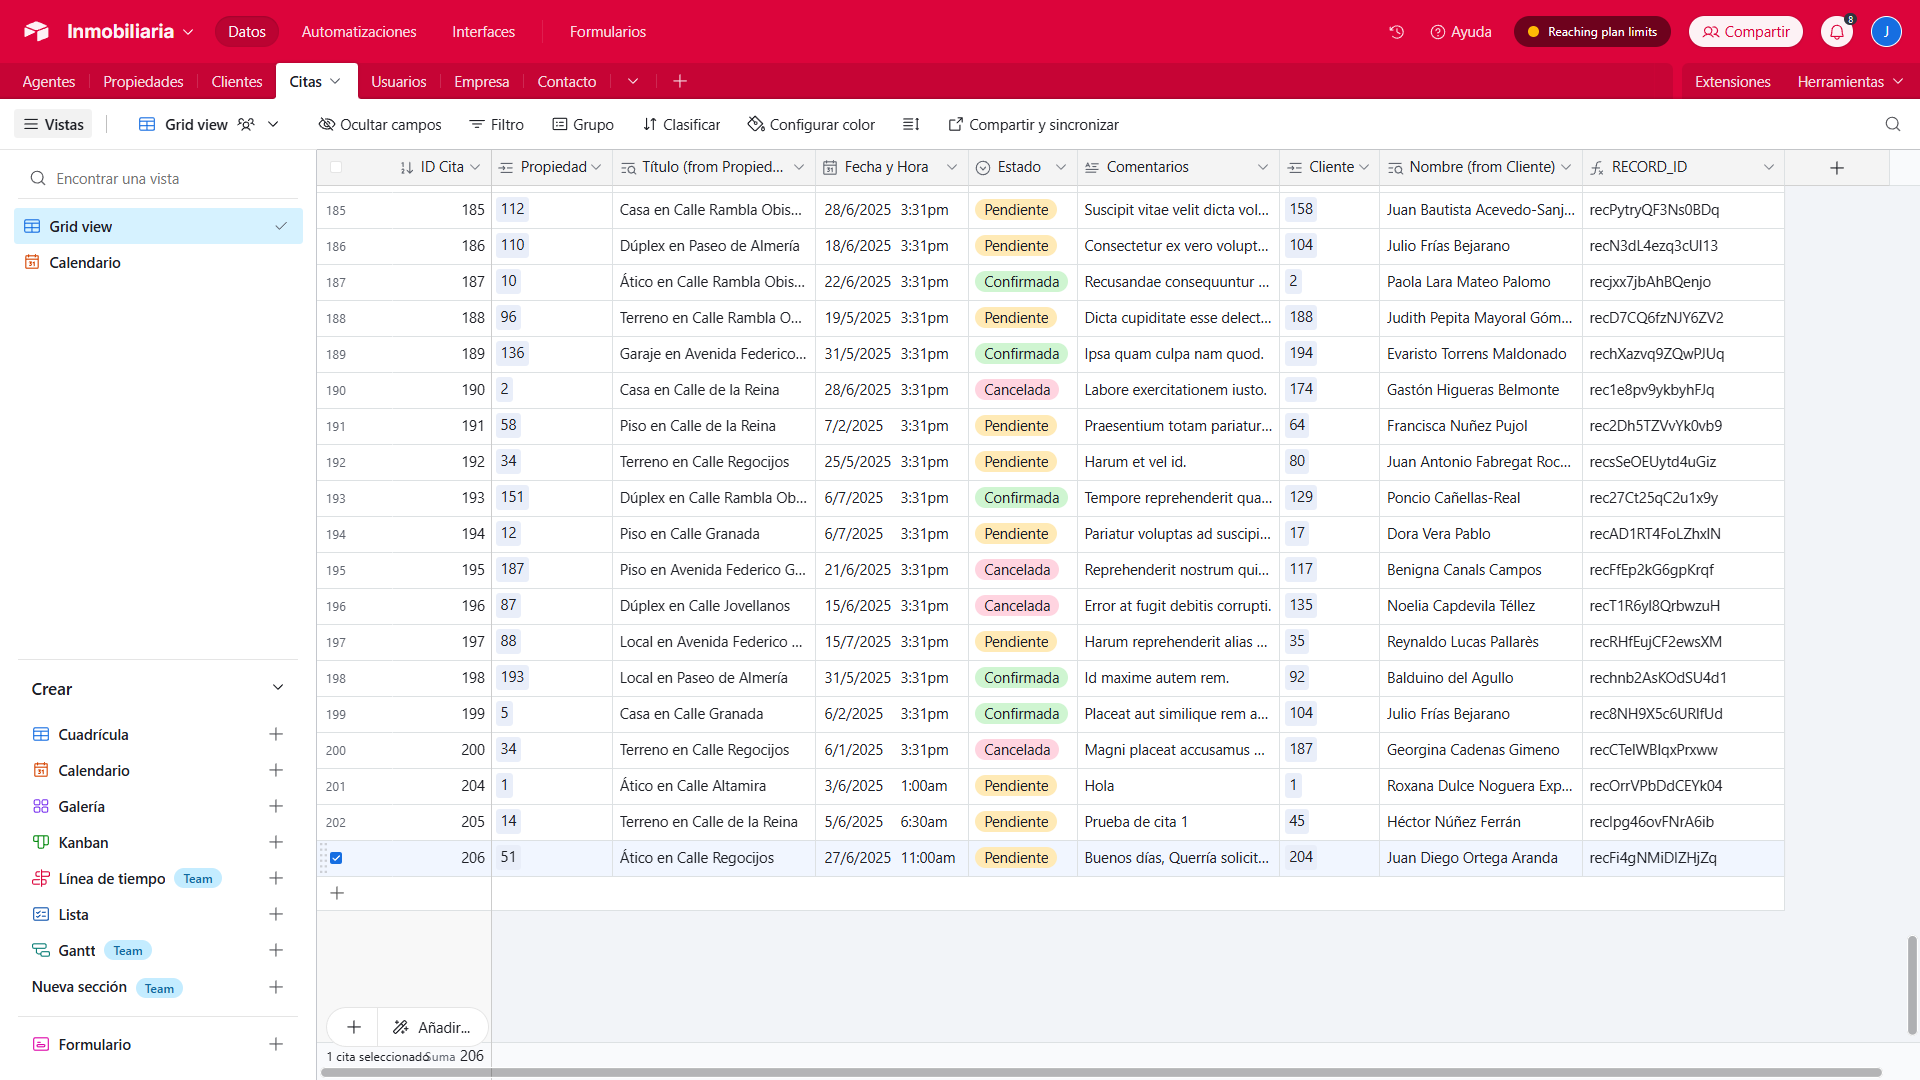 Inmobiliaria
Datos
Automatizaciones
Interfaces
Formularios
Ayuda
Reaching plan limits
Compartir
8
J
Agentes
Propiedades
Clientes
Citas
Usuarios
Empresa
Contacto
Extensiones
Herramientas
Vistas
Grid view
Ocultar campos
Filtro
Grupo
Clasificar
Configurar color
Compartir y sincronizar
Encontrar una vista
Grid view
Calendario
Crear
Cuadrícula
Calendario
Galería
Kanban
Línea de tiempo Team
Lista
Gantt Team
Nueva sección Team
Formulario
ID Cita Propiedad Título (from Propied... Fecha y Hora Estado Comentarios Cliente Nombre (from Cliente) RECORD_ID
185 185 112 Casa en Calle Rambla Obis... 28/6/2025 3:31pm Pendiente Suscipit vitae velit dicta vol... 158 Juan Bautista Acevedo-Sanj... recPytryQF3Ns0BDq
186 186 110 Dúplex en Paseo de Almería 18/6/2025 3:31pm Pendiente Consectetur ex vero volupt... 104 Julio Frías Bejarano recN3dL4ezq3cUI13
187 187 10 Ático en Calle Rambla Obis... 22/6/2025 3:31pm Confirmada Recusandae consequuntur ... 2 Paola Lara Mateo Palomo recjxx7jbAhBQenjo
188 188 96 Terreno en Calle Rambla O... 19/5/2025 3:31pm Pendiente Dicta cupiditate esse delect... 188 Judith Pepita Mayoral Góm... recD7CQ6fzNJY6ZV2
189 189 136 Garaje en Avenida Federico... 31/5/2025 3:31pm Confirmada Ipsa quam culpa nam quod. 194 Evaristo Torrens Maldonado rechXazvq9ZQwPJUq
190 190 2 Casa en Calle de la Reina 28/6/2025 3:31pm Cancelada Labore exercitationem iusto. 174 Gastón Higueras Belmonte rec1e8pv9ykbyhFJq
191 191 58 Piso en Calle de la Reina 7/2/2025 3:31pm Pendiente Praesentium totam pariatur... 64 Francisca Nuñez Pujol rec2Dh5TZVvYk0vb9
192 192 34 Terreno en Calle Regocijos 25/5/2025 3:31pm Pendiente Harum et vel id. 80 Juan Antonio Fabregat Roc... recsSeOEUytd4uGiz
193 193 151 Dúplex en Calle Rambla Ob... 6/7/2025 3:31pm Confirmada Tempore reprehenderit qua... 129 Poncio Cañellas-Real rec27Ct25qC2u1x9y
194 194 12 Piso en Calle Granada 6/7/2025 3:31pm Pendiente Pariatur voluptas ad suscipi... 17 Dora Vera Pablo recAD1RT4FoLZhxIN
195 195 187 Piso en Avenida Federico G... 21/6/2025 3:31pm Cancelada Reprehenderit nostrum qui... 117 Benigna Canals Campos recFfEp2kG6gpKrqf
196 196 87 Dúplex en Calle Jovellanos 15/6/2025 3:31pm Cancelada Error at fugit debitis corrupti. 135 Noelia Capdevila Téllez recT1R6yI8QrbwzuH
197 197 88 Local en Avenida Federico ... 15/7/2025 3:31pm Pendiente Harum reprehenderit alias ... 35 Reynaldo Lucas Pallarès recRHfEujCF2ewsXM
198 198 193 Local en Paseo de Almería 31/5/2025 3:31pm Confirmada Id maxime autem rem. 92 Balduino del Agullo rechnb2AsKOdSU4d1
199 199 5 Casa en Calle Granada 6/2/2025 3:31pm Confirmada Placeat aut similique rem a... 104 Julio Frías Bejarano rec8NH9X5c6URIfUd
200 200 34 Terreno en Calle Regocijos 6/1/2025 3:31pm Cancelada Magni placeat accusamus ... 187 Georgina Cadenas Gimeno recCTeIWBIqxPrxww
201 204 1 Ático en Calle Altamira 3/6/2025 1:00am Pendiente Hola 1 Roxana Dulce Noguera Exp... recOrrVPbDdCEYk04
202 205 14 Terreno en Calle de la Reina 5/6/2025 6:30am Pendiente Prueba de cita 1 45 Héctor Núñez Ferrán recIpg46ovFNrA6ib
206 51 Ático en Calle Regocijos 27/6/2025 11:00am Pendiente Buenos días, Querría solicit... 204 Juan Diego Ortega Aranda recFi4gNMiDIZHjZq
Añadir...
1 cita seleccionado Suma 206